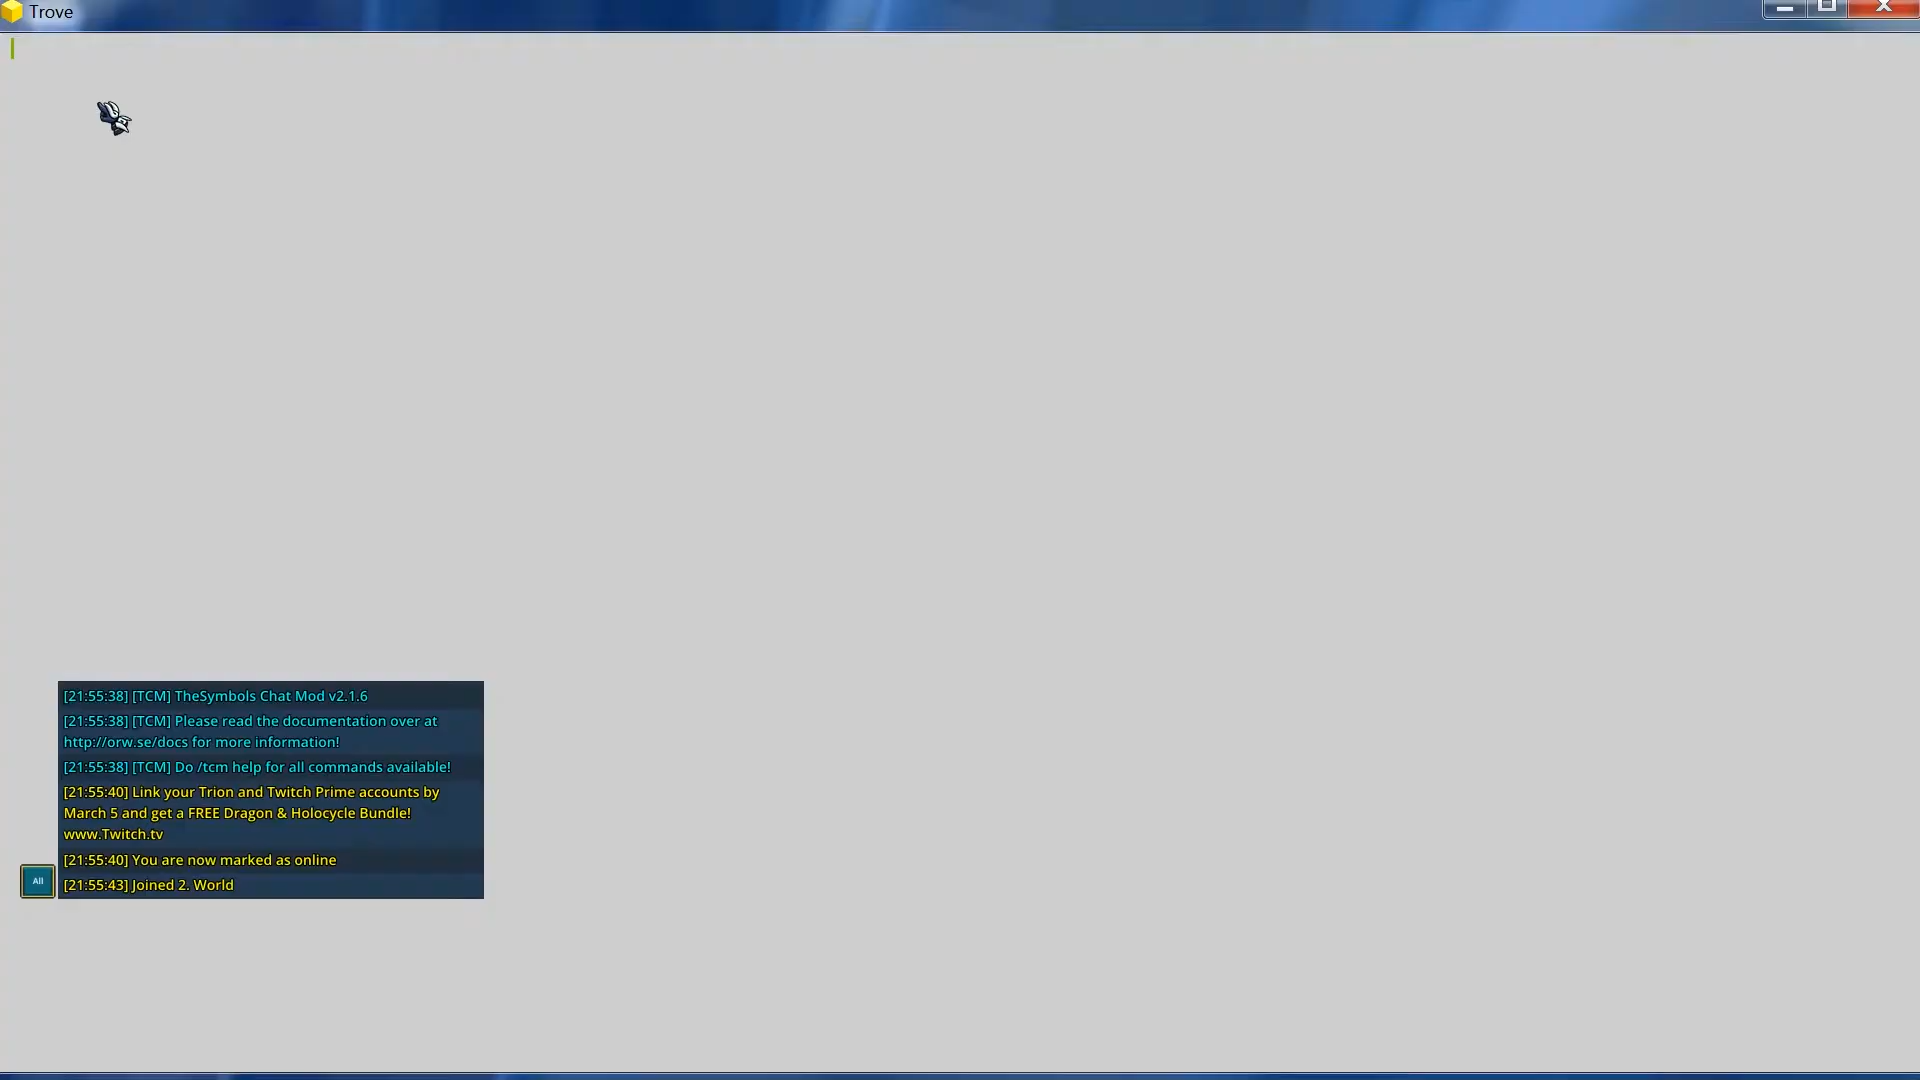 Trove
[21:55:38] [TCM] TheSymbols Chat Mod v2.1.6
[21:55:38] [TCM] Please read the documentation over at
http://orw.se/docs for more information!
[21:55:38] [TCM] Do /tcm help for all commands available!
[21:55:40] Link your Trion and Twitch Prime accounts by
March 5 and get a FREE Dragon & Holocycle Bundle!
www.Twitch.tv
[21:55:40] You are now marked as online
All
[21:55:43] Joined 2. World